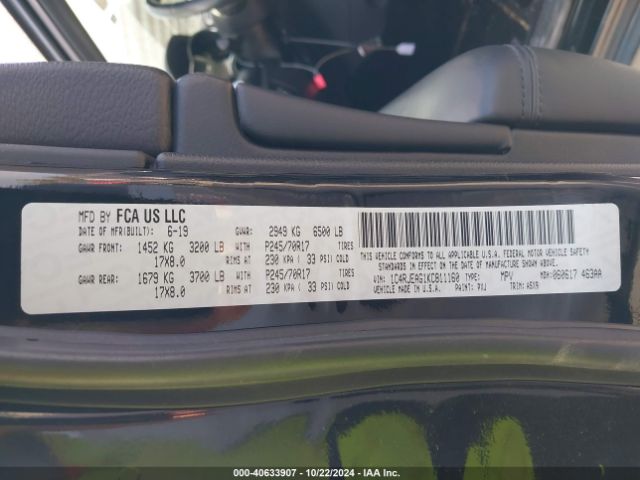 MFD BY FCA US LLC
DATE OF MFR(BUILT): 6-19 GVWR: 2949 KG 6500 LB
GAWR FRONT: 1452 KG 3200 LB WITH P245/70R17 TIRES
17X8.0 RIMS AT 230 KPA ( 33 PSI) COLD
GAWR REAR: 1679 KG 3700 LB WITH P245/70R17 TIRES
17X8.0 RIMS AT 230 KPA ( 33 PSI) COLD
THIS VEHICLE CONFORMS TO ALL APPLICABLE U.S.A. FEDERAL MOTOR VEHICLE SAFETY
STANDARDS IN EFFECT ON THE DATE OF MANUFACTURE SHOWN ABOVE.
VIN: 1C4RJEAG1KC811160 TYPE: MPV MDH: 060617 463AA
VEHICLE MADE IN U.S.A. PAINT: PXJ TRIM: A6X9
000-40633907 - 10/22/2024 - IAA Inc.